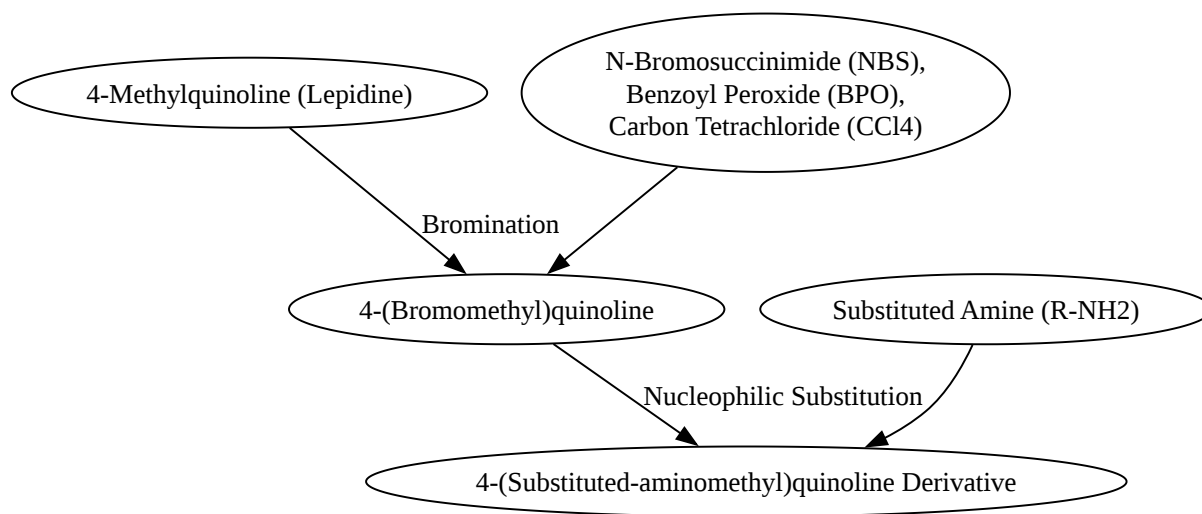 4-Methylquinoline (Lepidine)
N-Bromosuccinimide (NBS),
Benzoyl Peroxide (BPO),
Carbon Tetrachloride (CCl4)
Bromination
4-(Bromomethyl)quinoline
Substituted Amine (R-NH2)
Nucleophilic Substitution
4-(Substituted-aminomethyl)quinoline Derivative